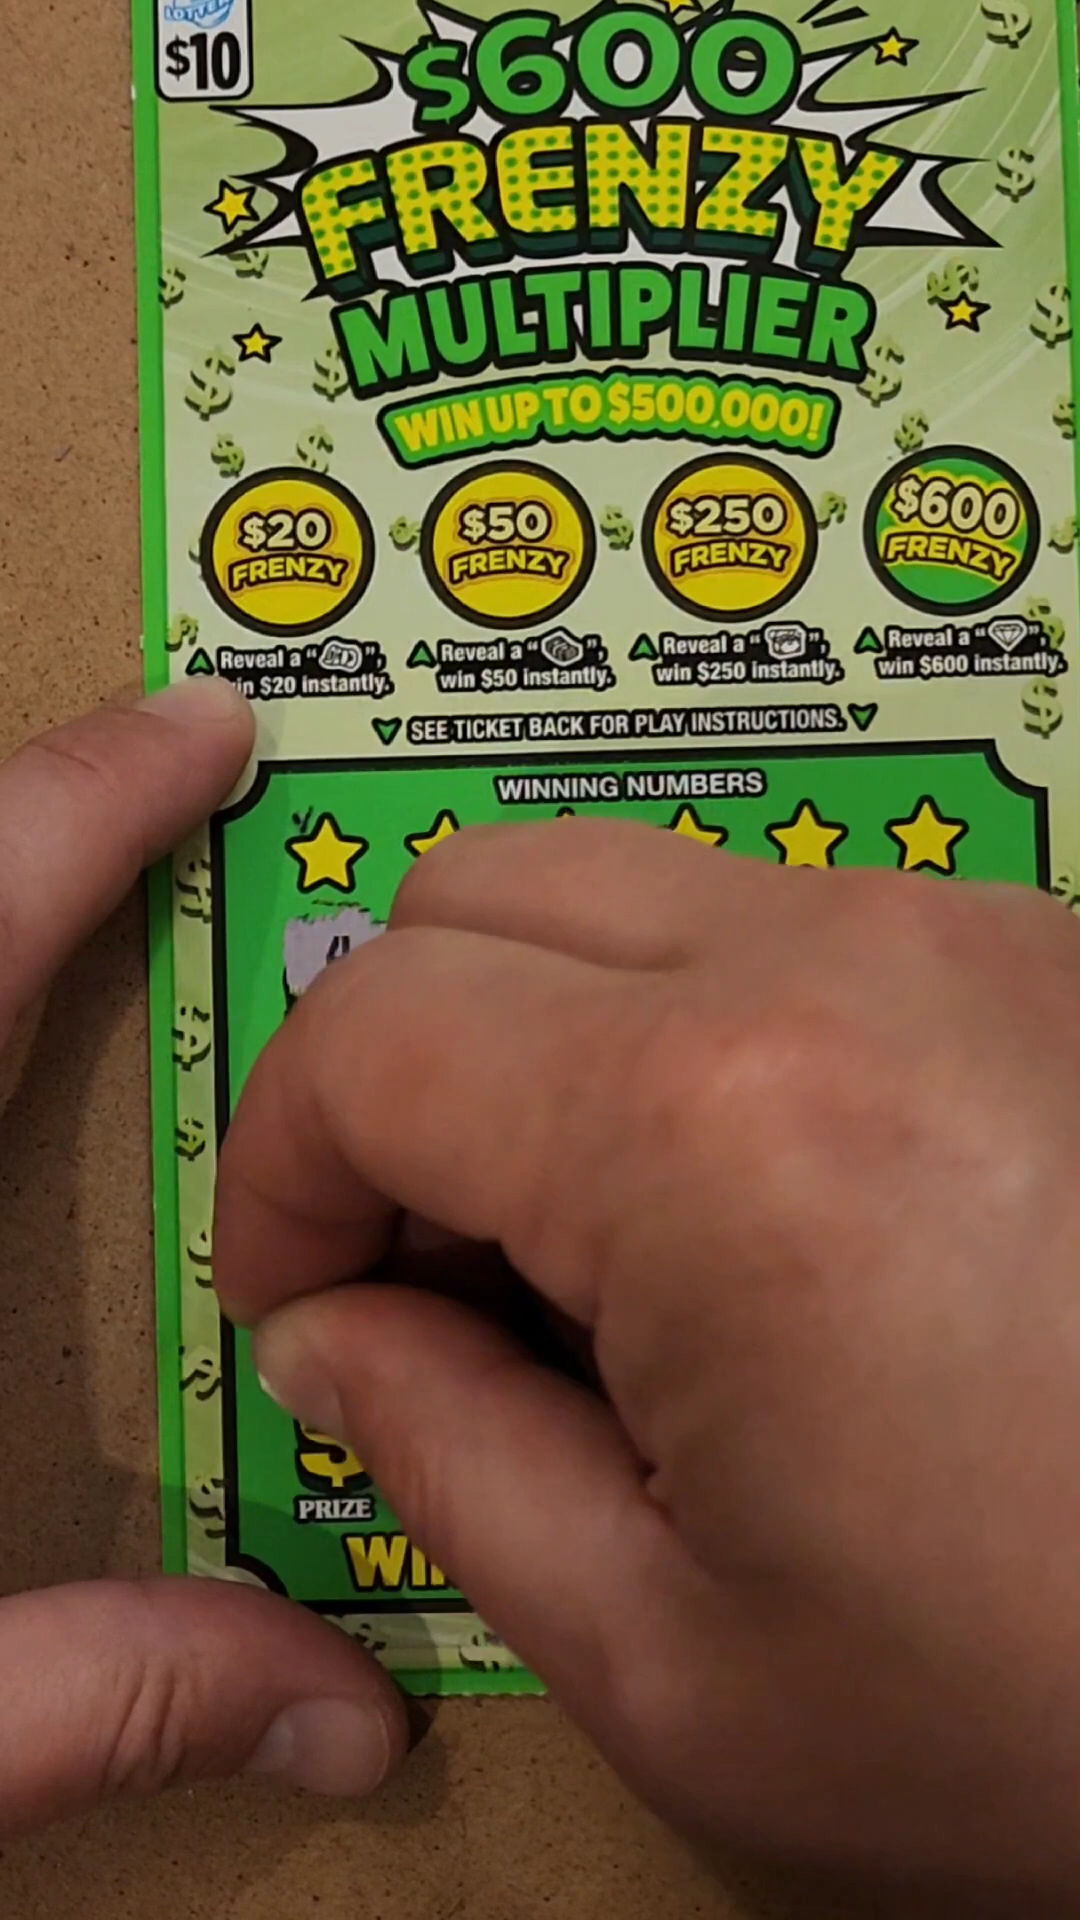 LOTTERY
$10
$600
FRENZY
MULTIPLIER
WIN UP TO $500,000!
$20 FRENZY
$50 FRENZY
$250 FRENZY
$600 FRENZY
Reveal a " ",
in $20 instantly.
Reveal a " ",
win $50 instantly.
Reveal a " ",
win $250 instantly.
Reveal a " ",
win $600 instantly.
SEE TICKET BACK FOR PLAY INSTRUCTIONS.
WINNING NUMBERS
$
PRIZE